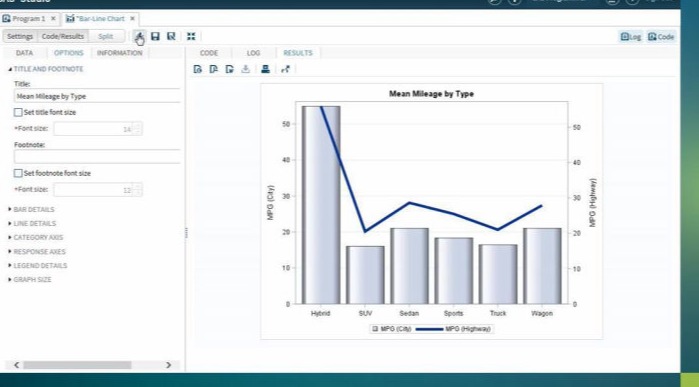 Program 1 ×
*Bar-Line Chart ×
Settings Code/Results Split
Log Code
DATA OPTIONS INFORMATION
CODE LOG RESULTS
TITLE AND FOOTNOTE
Title:
Mean Mileage by Type
Set title font size
*Font size: 14
Footnote:
Set footnote font size
*Font size: 12
BAR DETAILS
LINE DETAILS
CATEGORY AXIS
RESPONSE AXES
LEGEND DETAILS
GRAPH SIZE
Mean Mileage by Type
MPG (City)
50
40
30
20
10
0
50
40
30
20
10
0
MPG (Highway)
Hybrid SUV Sedan Sports Truck Wagon
MPG (City) MPG (Highway)